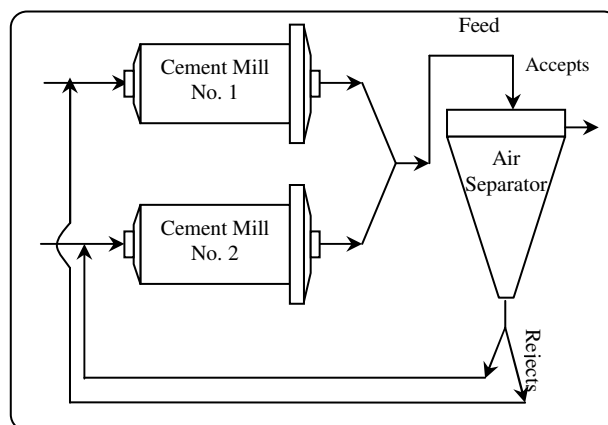 Feed
Accepts
Cement Mill
No. 1
Air
Separator
Cement Mill
No. 2
Rejects